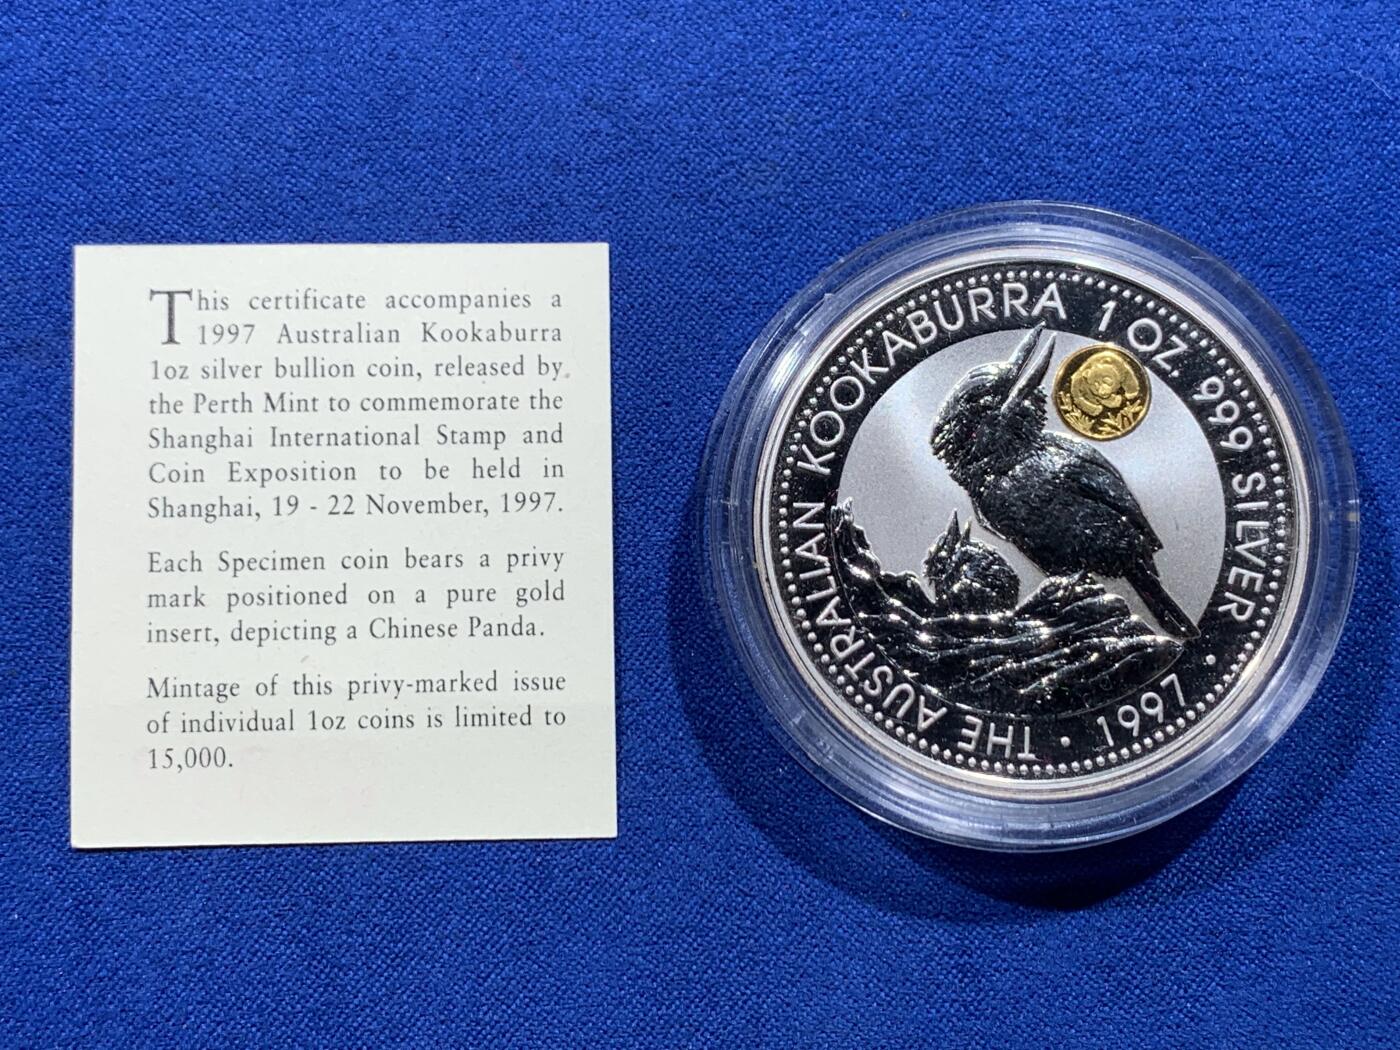 This certificate accompanies a
1997 Australian Kookaburra
1oz silver bullion coin, released by
the Perth Mint to commemorate the
Shanghai International Stamp and
Coin Exposition to be held in
Shanghai, 19 - 22 November, 1997.
Each Specimen coin bears a privy
mark positioned on a pure gold
insert, depicting a Chinese Panda.
Mintage of this privy-marked issue
of individual 1oz coins is limited to
15,000.
THE AUSTRALIAN KOOKABURRA 1 OZ. 999 SILVER • 1997 •